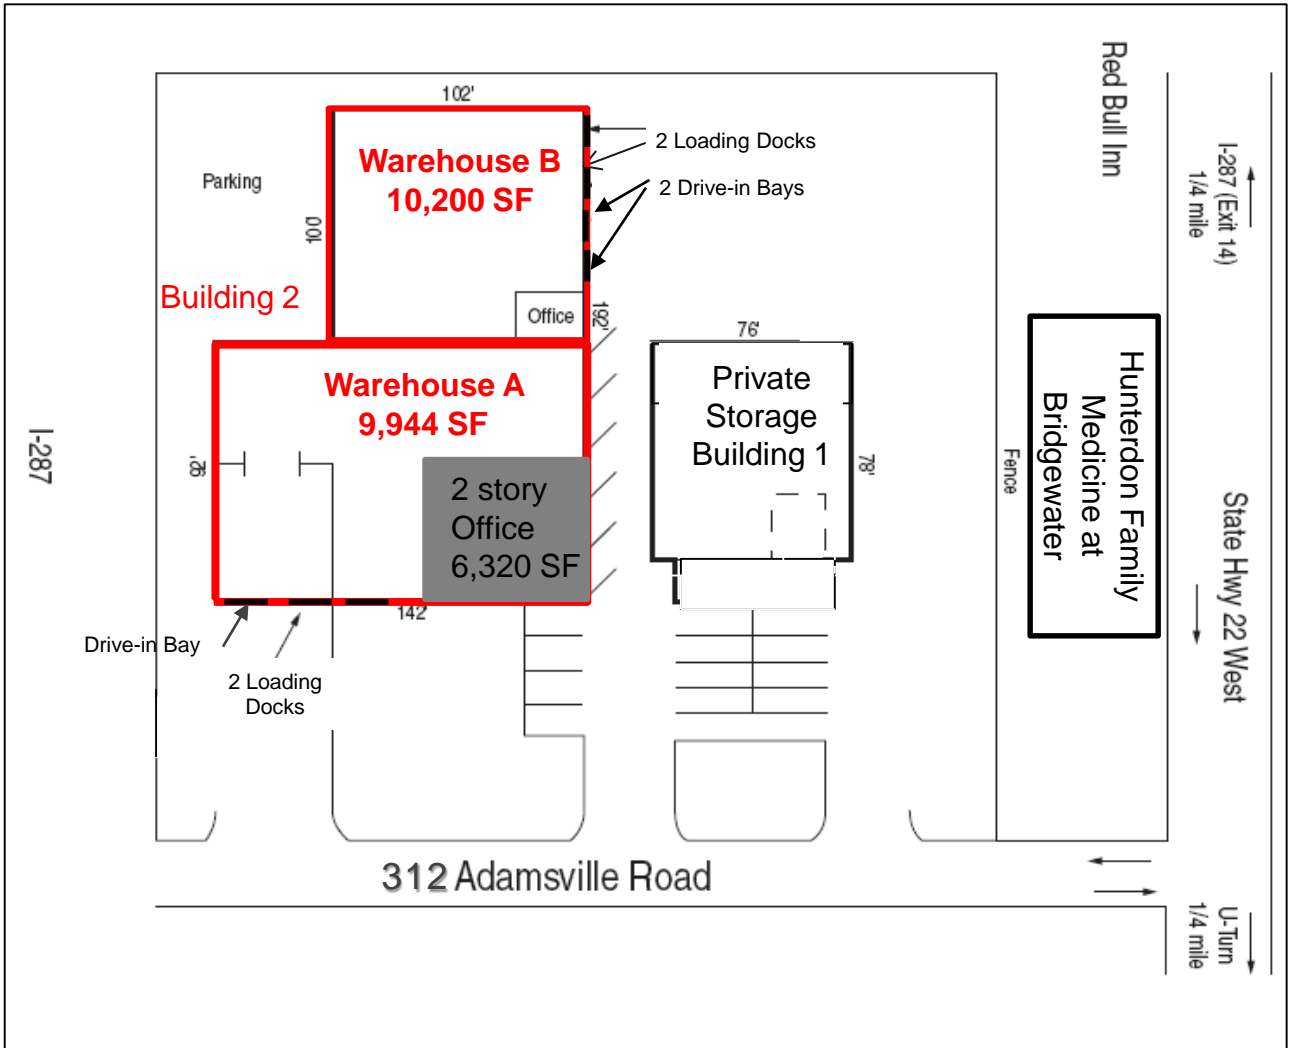 102'
Warehouse B
10,200 SF
2 Loading Docks
2 Drive-in Bays
Parking
100'
Building 2
Office
192'
Warehouse A
9,944 SF
92'
2 story
Office
6,320 SF
142'
Drive-in Bay
2 Loading
Docks
76'
Private
Storage
Building 1
78'
Fence
Red Bull Inn
Hunterdon Family
Medicine at
Bridgewater
I-287 (Exit 14)
1/4 mile
State Hwy 22 West
U-Turn
1/4 mile
I-287
312 Adamsville Road